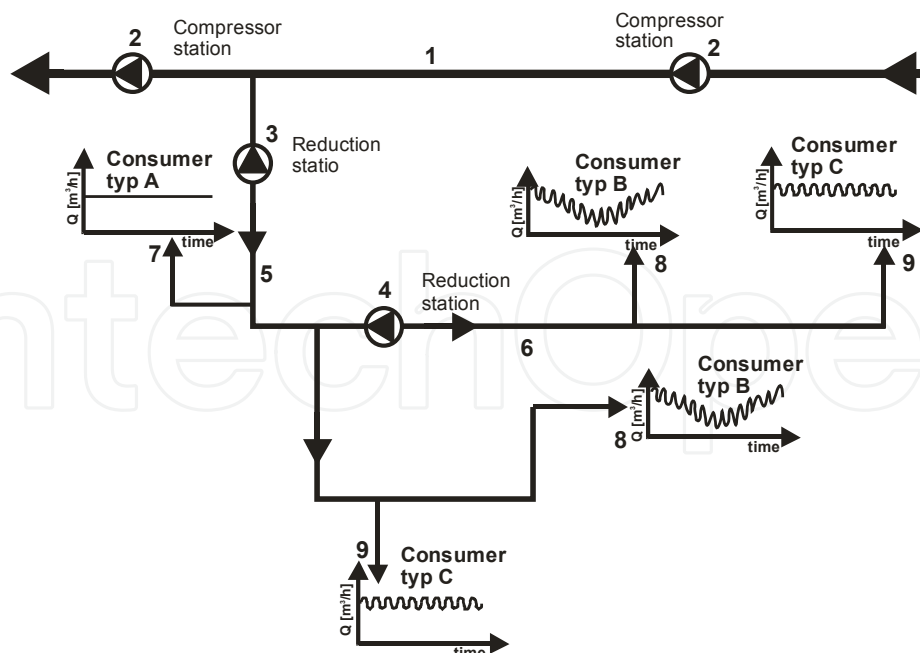 2
Compressor
station
1
Compressor
station
2
3
Reduction
statio
Consumer
typ A
Q [m³/h]
time
7
5
Consumer
typ B
Q [m³/h]
time
8
Consumer
typ C
Q [m³/h]
time
9
4
Reduction
station
6
Consumer
typ B
Q [m³/h]
time
8
9
Consumer
typ C
Q [m³/h]
time
ntechOpe